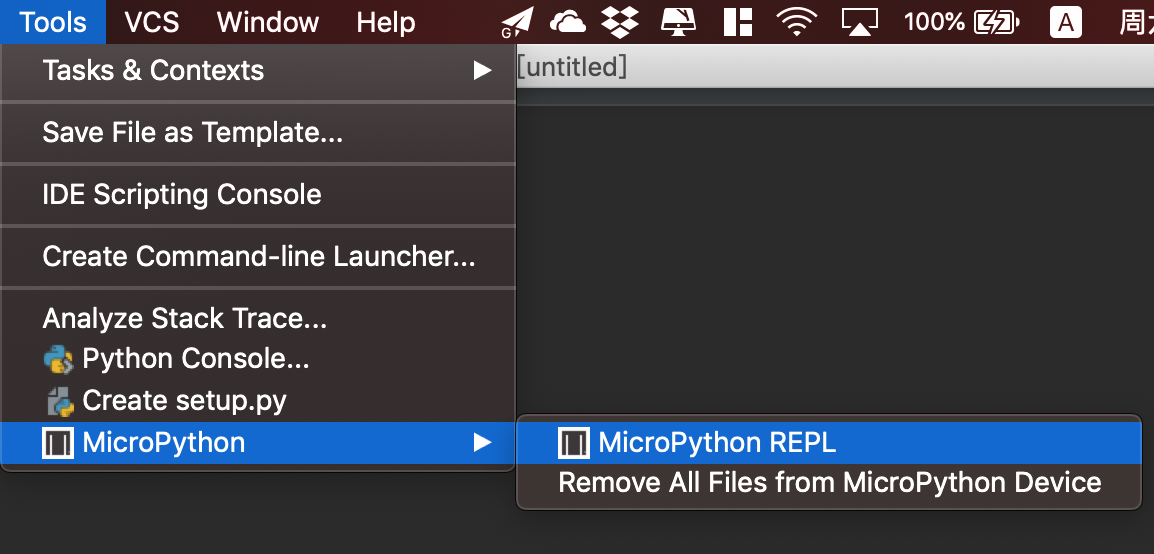 Tools VCS Window Help G 100% A 周
[untitled]
Tasks & Contexts
Save File as Template...
IDE Scripting Console
Create Command-line Launcher...
Analyze Stack Trace...
Python Console...
Create setup.py
MicroPython
MicroPython REPL
Remove All Files from MicroPython Device